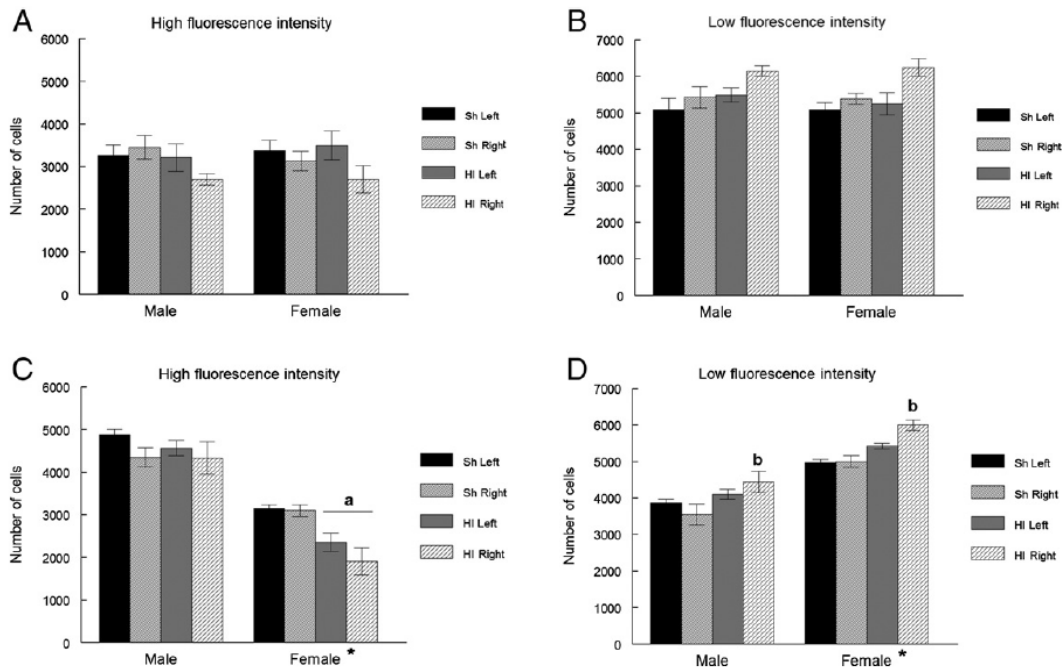 A
High fluorescence intensity
6000
5000
4000
3000
2000
1000
0
Number of cells
Male
Female
Sh Left
Sh Right
HI Left
HI Right
B
Low fluorescence intensity
7000
6000
5000
4000
3000
2000
1000
0
Number of cells
Male
Female
Sh Left
Sh Right
HI Left
HI Right
C
High fluorescence intensity
6000
5000
4000
3000
2000
1000
0
Number of cells
a
Male
Female *
Sh Left
Sh Right
HI Left
HI Right
D
Low fluorescence intensity
7000
6000
5000
4000
3000
2000
1000
0
Number of cells
b
b
Male
Female *
Sh Left
Sh Right
HI Left
HI Right